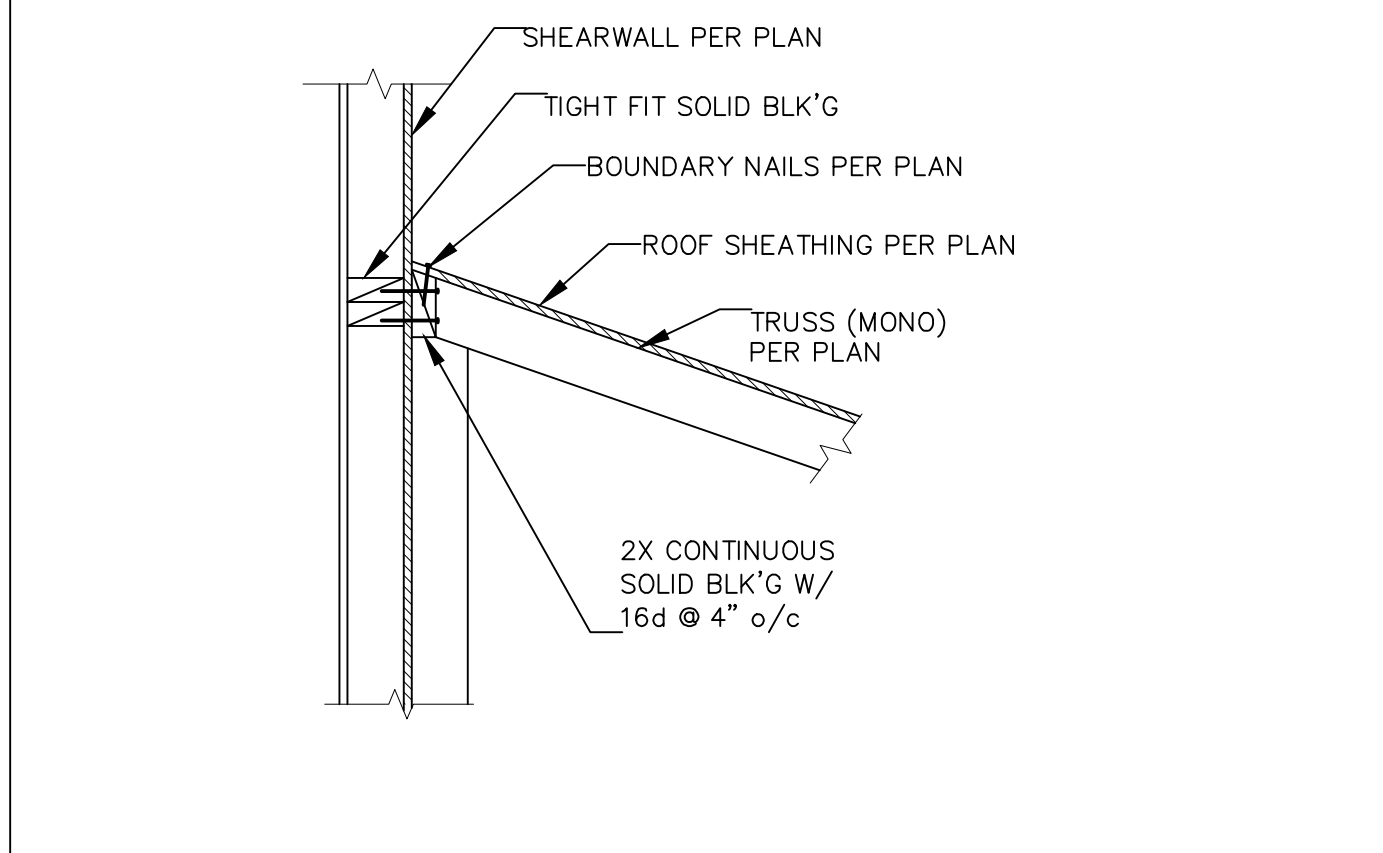 SHEARWALL PER PLAN
TIGHT FIT SOLID BLK'G
BOUNDARY NAILS PER PLAN
ROOF SHEATHING PER PLAN
TRUSS (MONO)
PER PLAN
2X CONTINUOUS
SOLID BLK'G W/
16d @ 4" o/c